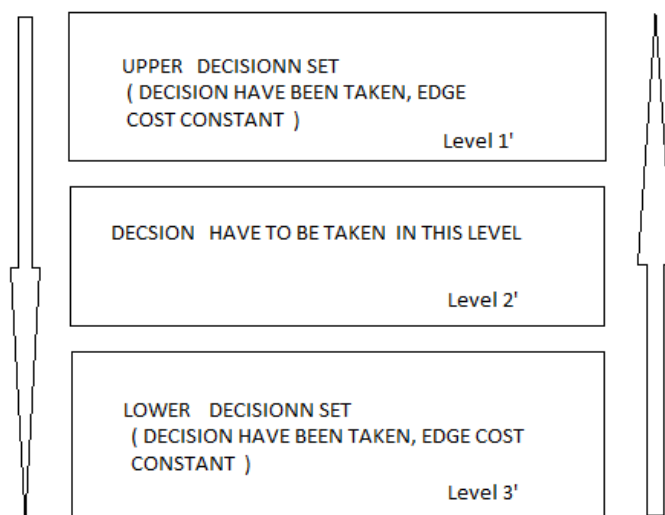 UPPER DECISIONN SET
( DECISION HAVE BEEN TAKEN, EDGE
COST CONSTANT )
Level 1'
DECSION HAVE TO BE TAKEN IN THIS LEVEL
Level 2'
LOWER DECISIONN SET
( DECISION HAVE BEEN TAKEN, EDGE COST
CONSTANT )
Level 3'